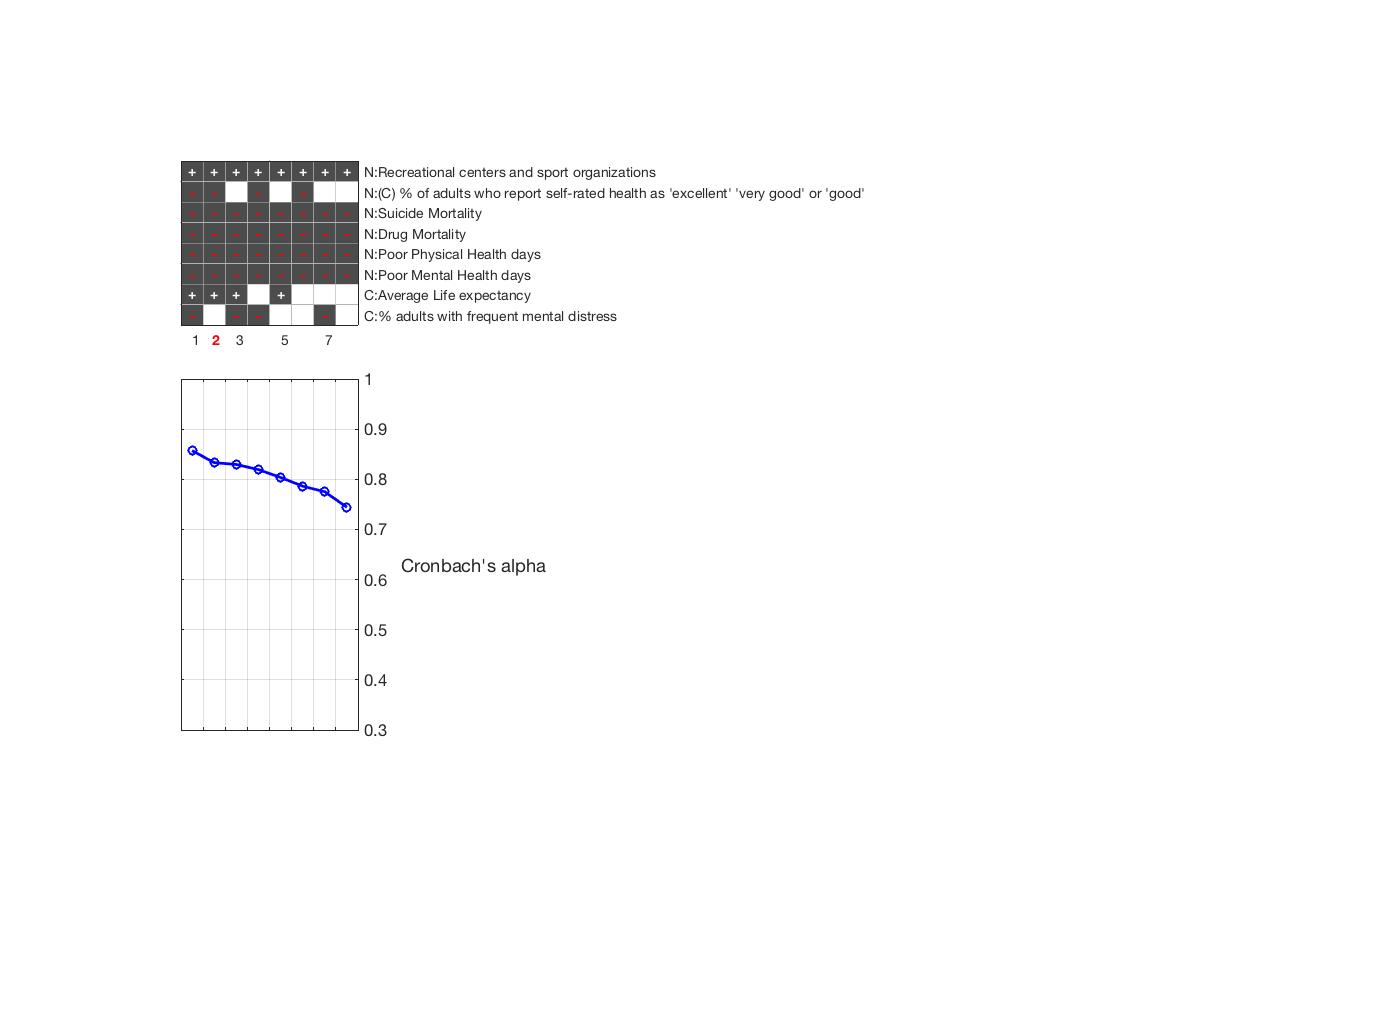 + + + + + + + + N:Recreational centers and sport organizations
- - - - N:(C) % of adults who report self-rated health as 'excellent' 'very good' or 'good'
- - - - - - - - N:Suicide Mortality
- - - - - - - - N:Drug Mortality
- - - - - - - - N:Poor Physical Health days
- - - - - - - - N:Poor Mental Health days
+ + + + C:Average Life expectancy
- - - - C:% adults with frequent mental distress
1 2 3 5 7
1
0.9
0.8
0.7
Cronbach's alpha
0.6
0.5
0.4
0.3